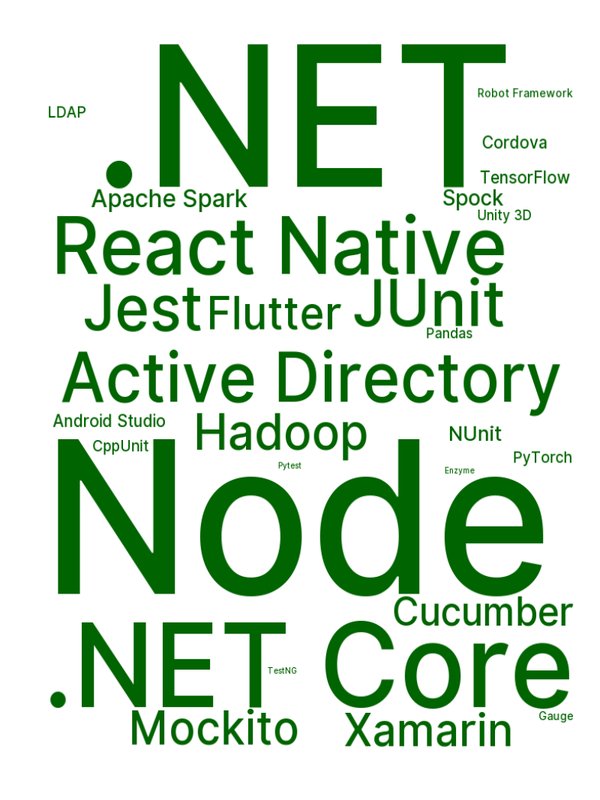 .NET
Robot Framework
LDAP
Cordova
TensorFlow
Apache Spark
Spock
Unity 3D
React Native
Jest
Flutter
JUnit
Pandas
Active Directory
Android Studio
Hadoop
NUnit
CppUnit
PyTorch
Pytest
Enzyme
Node
Cucumber
.NET Core
TestNG
Gauge
Mockito
Xamarin